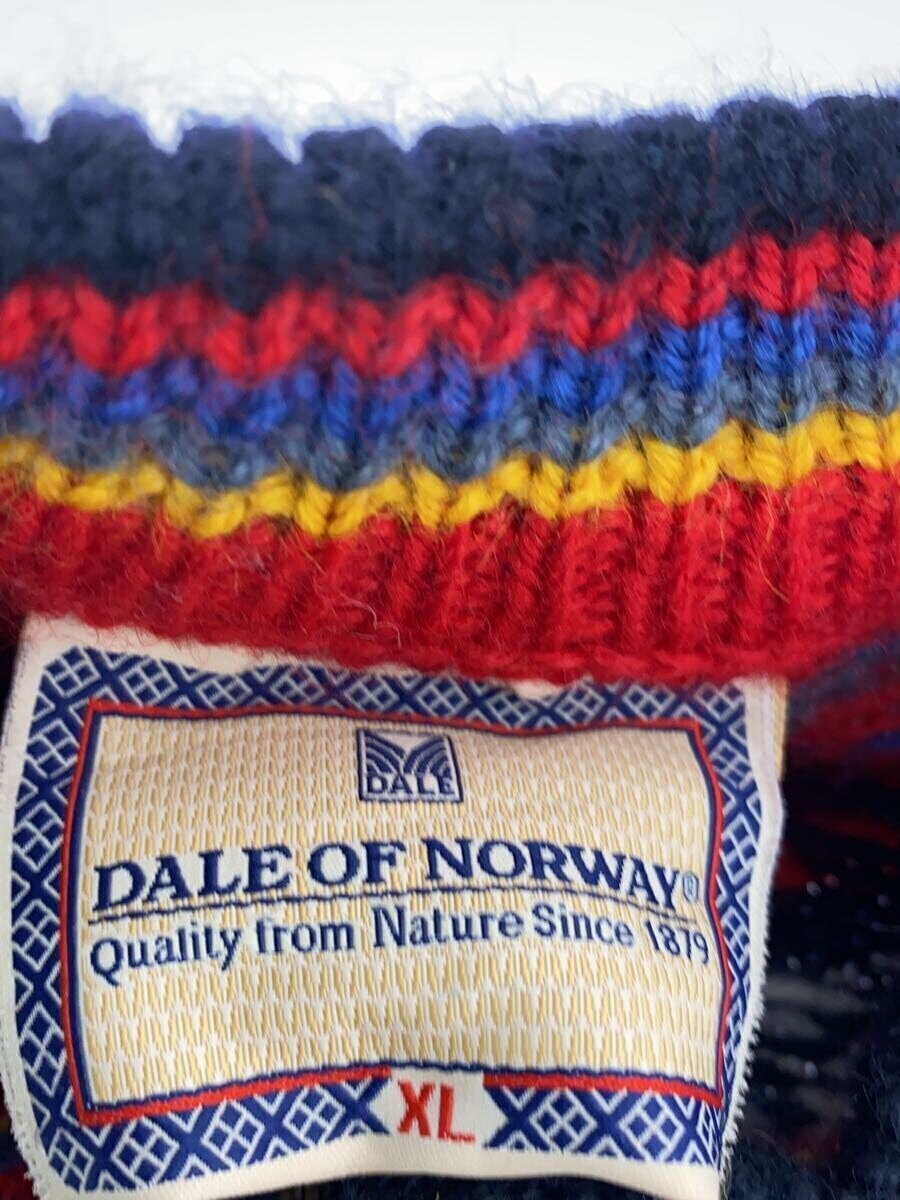 DALE
DALE OF NORWAY®
Quality from Nature Since 1879
XL